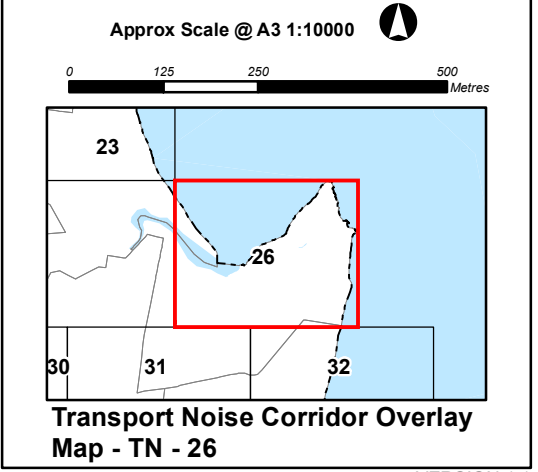 Approx Scale @ A3 1:10000
0 125 250 500
Metres
23
26
30 31 32
Transport Noise Corridor Overlay
Map - TN - 26